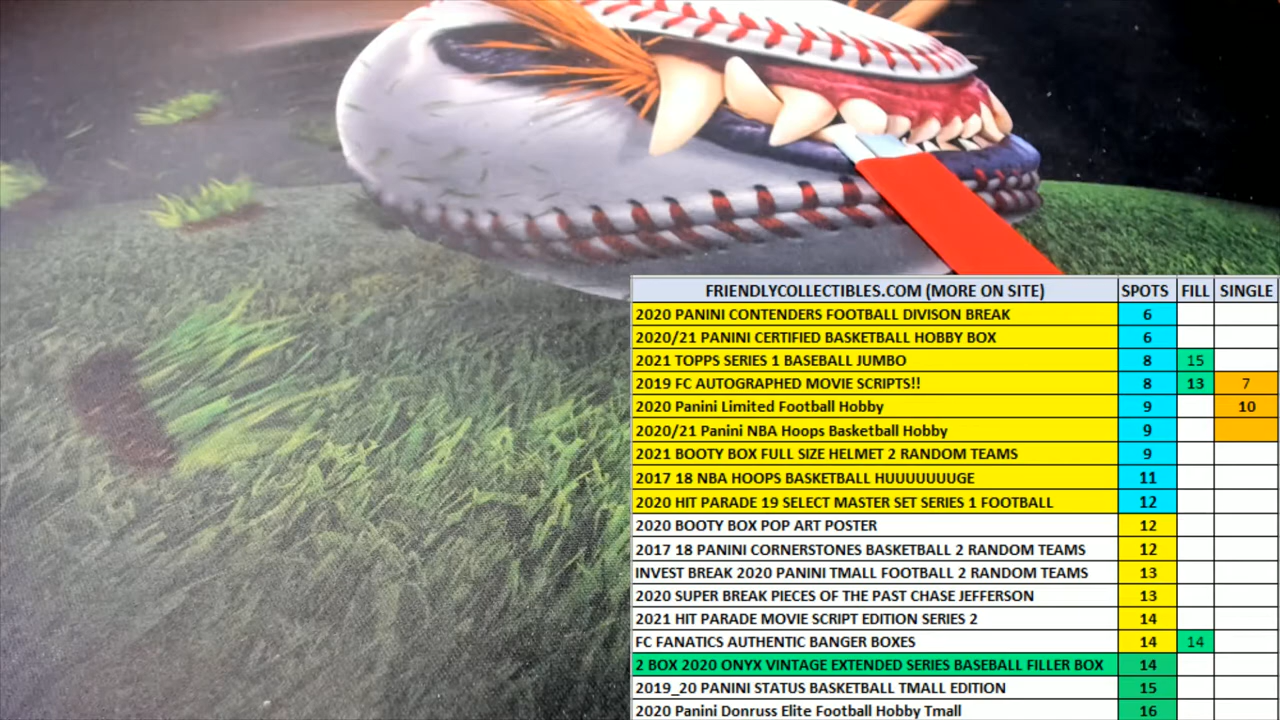 FRIENDLYCOLLECTIBLES.COM (MORE ON SITE) SPOTS FILL SINGLE
2020 PANINI CONTENDERS FOOTBALL DIVISON BREAK 6
2020/21 PANINI CERTIFIED BASKETBALL HOBBY BOX 6
2021 TOPPS SERIES 1 BASEBALL JUMBO 8 15
2019 FC AUTOGRAPHED MOVIE SCRIPTS!! 8 13 7
2020 Panini Limited Football Hobby 9 10
2020/21 Panini NBA Hoops Basketball Hobby 9
2021 BOOTY BOX FULL SIZE HELMET 2 RANDOM TEAMS 9
2017 18 NBA HOOPS BASKETBALL HUUUUUUUGE 11
2020 HIT PARADE 19 SELECT MASTER SET SERIES 1 FOOTBALL 12
2020 BOOTY BOX POP ART POSTER 12
2017 18 PANINI CORNERSTONES BASKETBALL 2 RANDOM TEAMS 12
INVEST BREAK 2020 PANINI TMALL FOOTBALL 2 RANDOM TEAMS 13
2020 SUPER BREAK PIECES OF THE PAST CHASE JEFFERSON 13
2021 HIT PARADE MOVIE SCRIPT EDITION SERIES 2 14
FC FANATICS AUTHENTIC BANGER BOXES 14 14
2 BOX 2020 ONYX VINTAGE EXTENDED SERIES BASEBALL FILLER BOX 14
2019_20 PANINI STATUS BASKETBALL TMALL EDITION 15
2020 Panini Donruss Elite Football Hobby Tmall 16